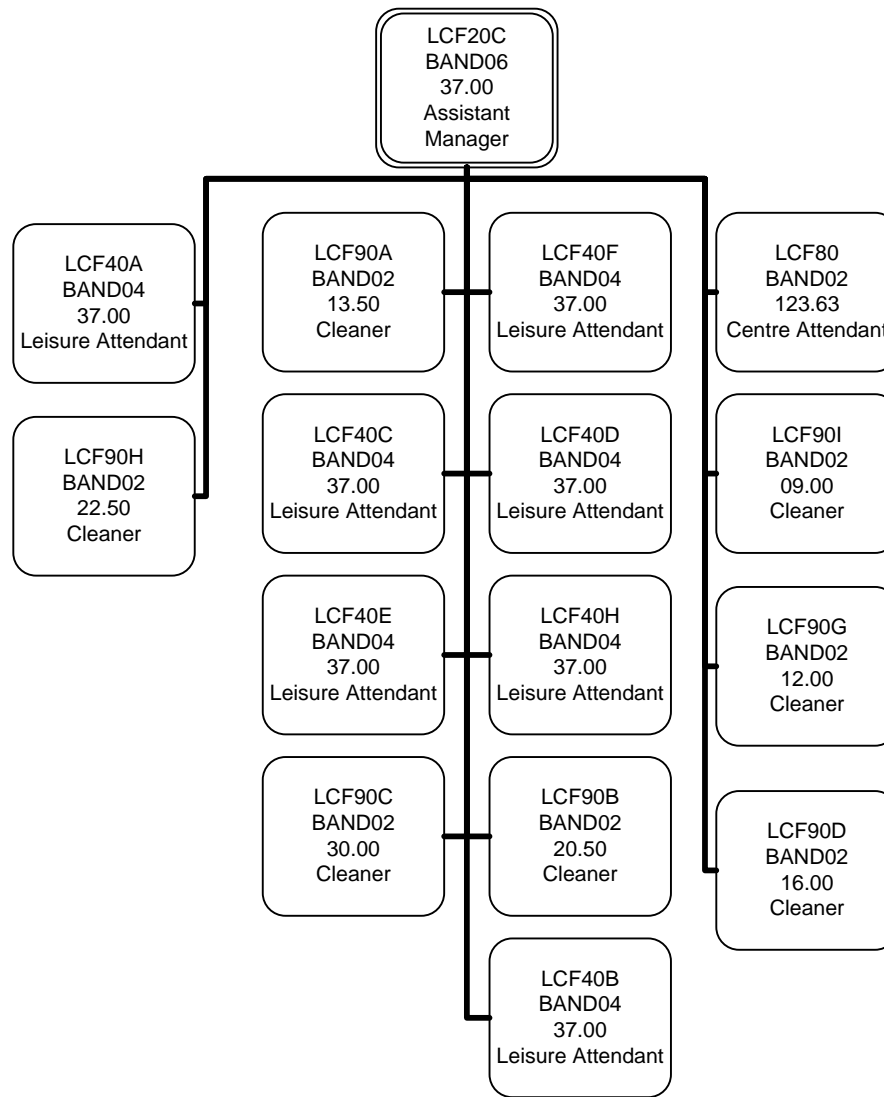 LCF20C
BAND06
37.00
Assistant
Manager
LCF40A
BAND04
37.00
Leisure Attendant
LCF90H
BAND02
22.50
Cleaner
LCF90A
BAND02
13.50
Cleaner
LCF40F
BAND04
37.00
Leisure Attendant
LCF40C
BAND04
37.00
Leisure Attendant
LCF40D
BAND04
37.00
Leisure Attendant
LCF40E
BAND04
37.00
Leisure Attendant
LCF40H
BAND04
37.00
Leisure Attendant
LCF90C
BAND02
30.00
Cleaner
LCF90B
BAND02
20.50
Cleaner
LCF40B
BAND04
37.00
Leisure Attendant
LCF80
BAND02
123.63
Centre Attendant
LCF90I
BAND02
09.00
Cleaner
LCF90G
BAND02
12.00
Cleaner
LCF90D
BAND02
16.00
Cleaner